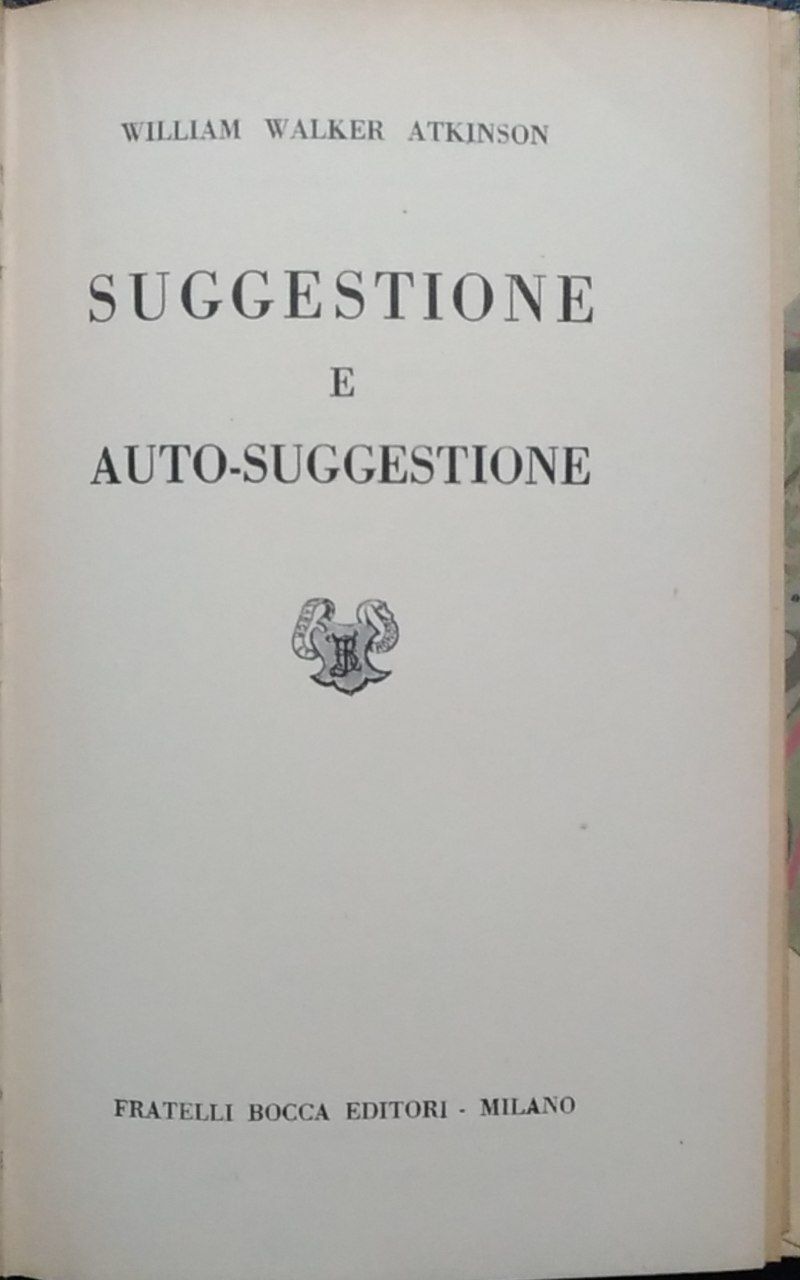 WILLIAM WALKER ATKINSON
SUGGESTIONE
E
AUTO-SUGGESTIONE
FRATELLI BOCCA EDITORI - MILANO